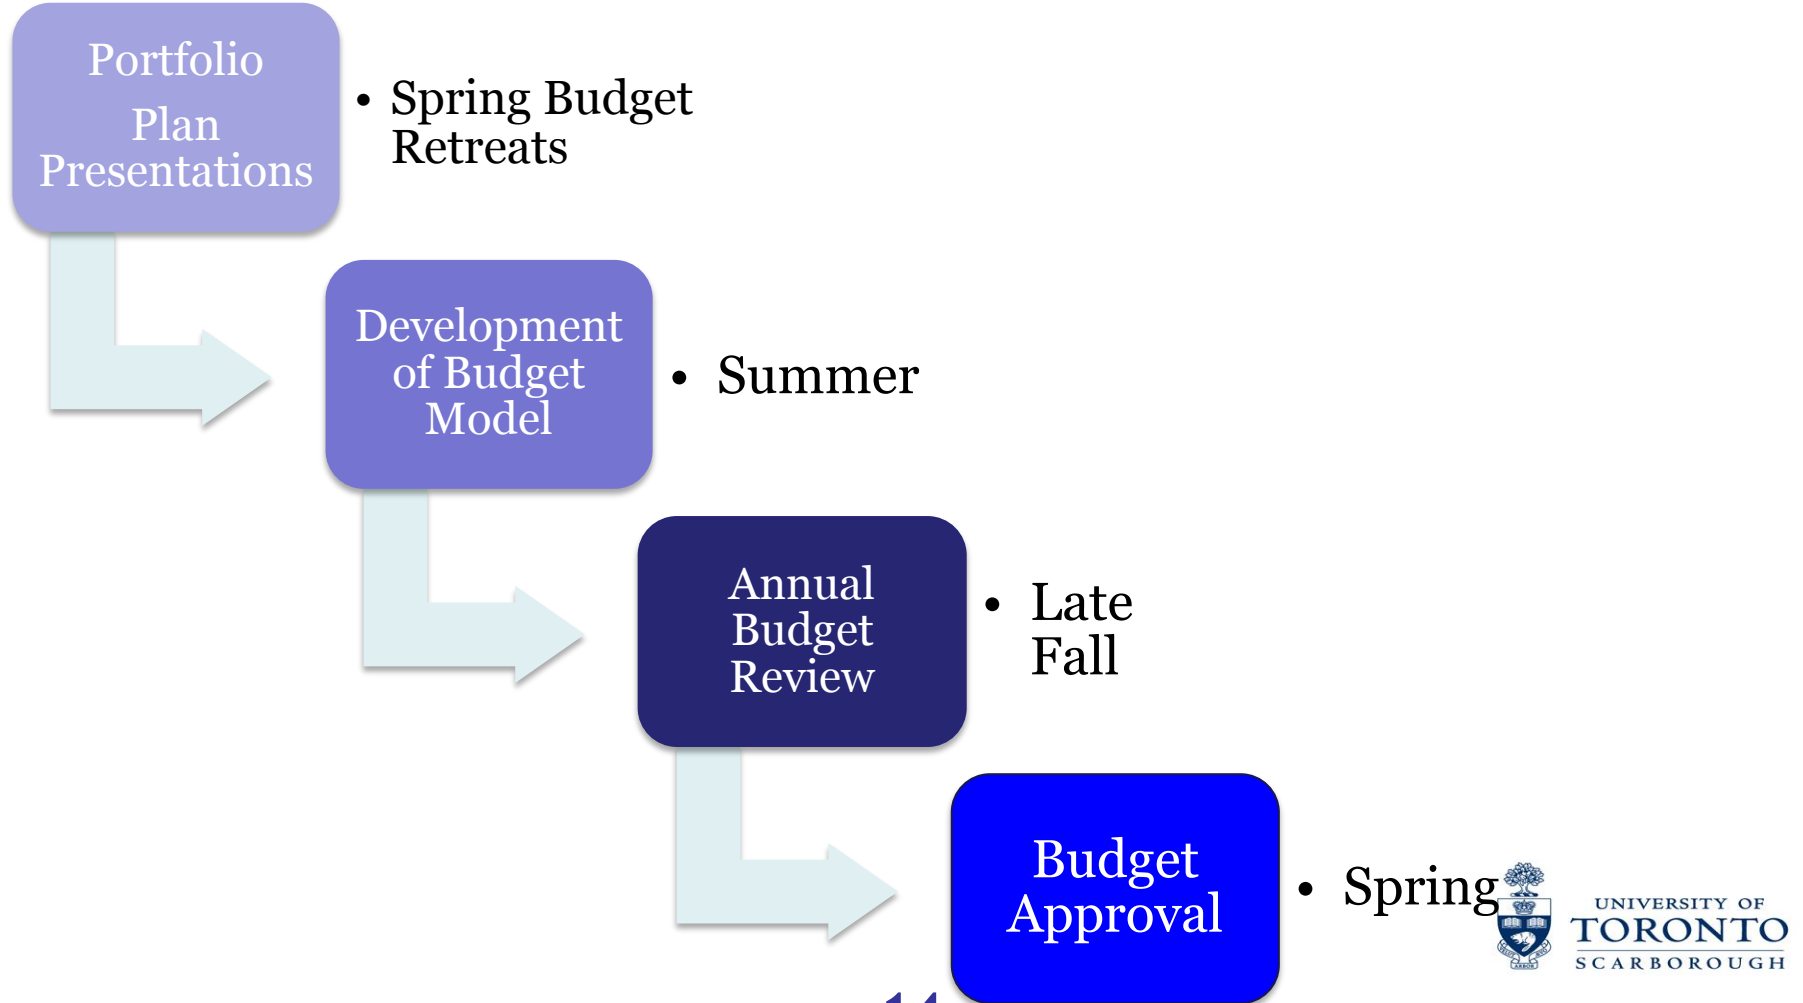 Portfolio
Plan
Presentations
• Spring Budget
Retreats
Development
of Budget
Model
• Summer
Annual
Budget
Review
• Late
Fall
Budget
Approval
• Spring
UNIVERSITY OF
TORONTO
SCARBOROUGH
14